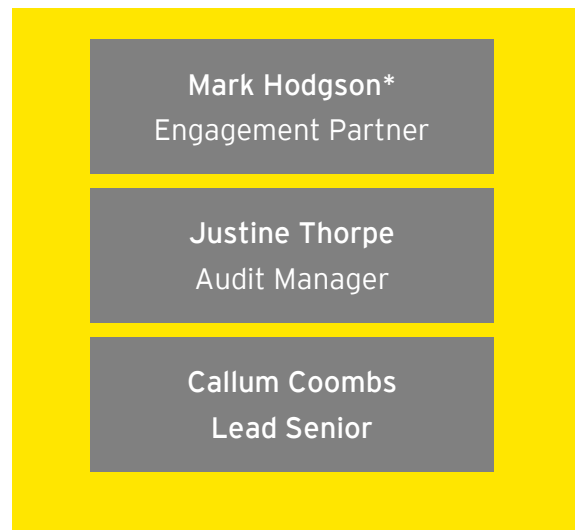 Mark Hodgson*
Engagement Partner
Justine Thorpe
Audit Manager
Callum Coombs
Lead Senior